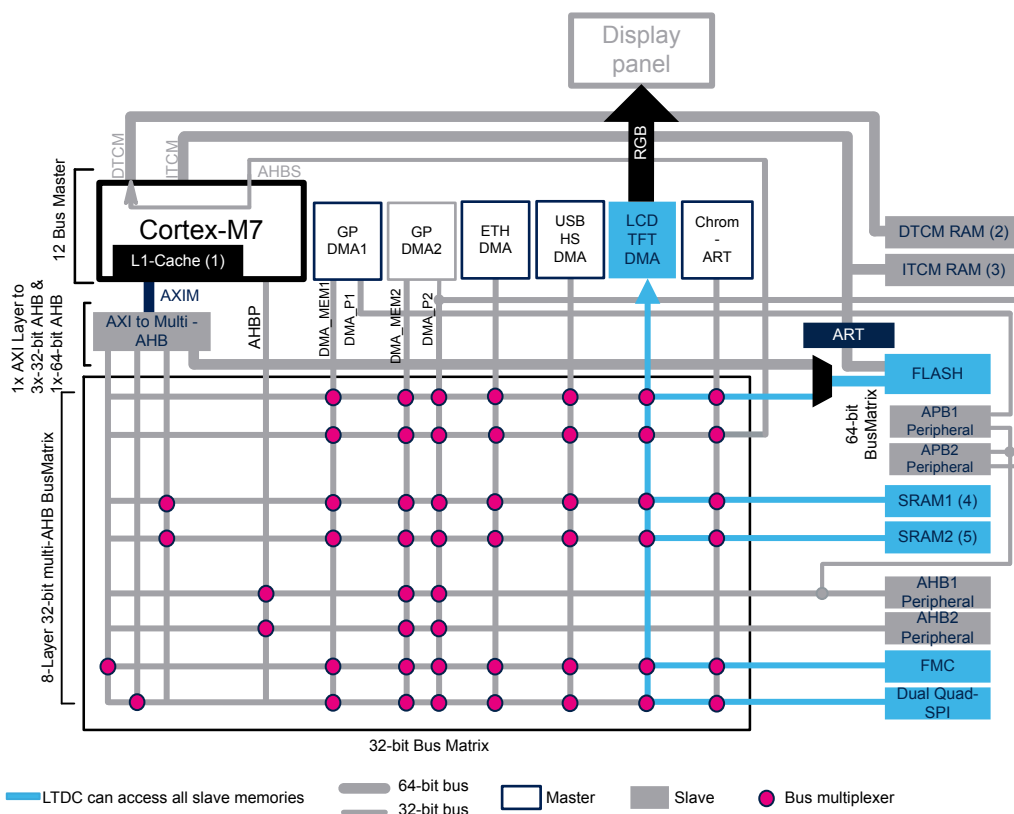 Display
panel
RGB
DTCM
ITCM
AHBS
12 Bus Master
Cortex-M7
L1-Cache (1)
GP
DMA1
GP
DMA2
ETH
DMA
USB
HS
DMA
LCD
TFT
DMA
Chrom
-
ART
DTCM RAM (2)
ITCM RAM (3)
AXIM
1x AXI Layer to
3x-32-bit AHB &
1x-64-bit AHB
AXI to Multi -
AHB
AHBP
DMA_MEM1
DMA_P1
DMA_MEM2
DMA_P2
ART
FLASH
64-bit
BusMatrix
APB1
Peripheral
APB2
Peripheral
SRAM1 (4)
SRAM2 (5)
8-Layer 32-bit multi-AHB BusMatrix
AHB1
Peripheral
AHB2
Peripheral
FMC
Dual Quad-
SPI
32-bit Bus Matrix
LTDC can access all slave memories
64-bit bus
32-bit bus
Master
Slave
Bus multiplexer